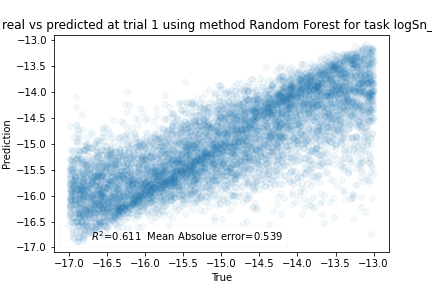 real vs predicted at trial 1 using method Random Forest for task logSn_
−13.0
−13.5
−14.0
−14.5
−15.0
−15.5
−16.0
−16.5
−17.0
Prediction
R²=0.611 Mean Absolue error=0.539
−17.0 −16.5 −16.0 −15.5 −15.0 −14.5 −14.0 −13.5 −13.0
True